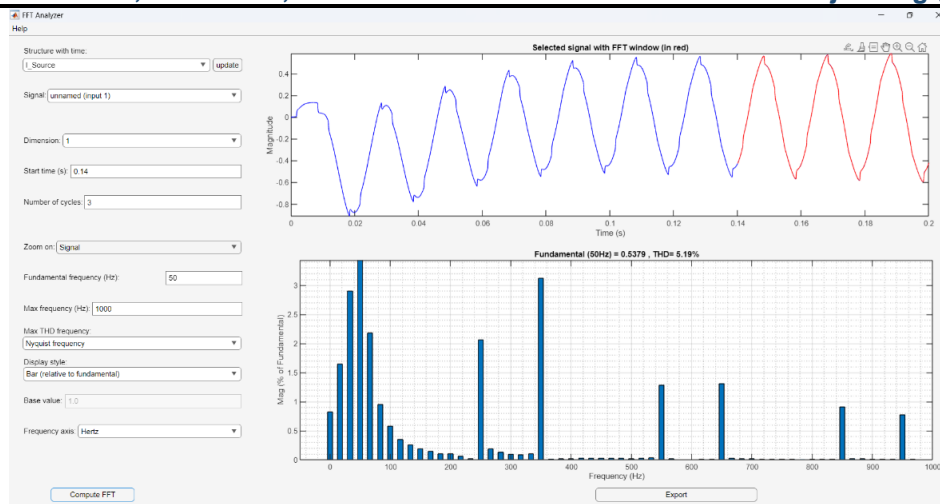 FFT Analyzer
Help
Structure with time:
I_Source
update
Signal: unnamed (input 1)
Dimension: 1
Start time (s): 0.14
Number of cycles: 3
Zoom on: Signal
Fundamental frequency (Hz): 50
Max frequency (Hz): 1000
Max THD frequency:
Nyquist frequency
Display style:
Bar (relative to fundamental)
Base value: 1.0
Frequency axis: Hertz
Compute FFT
Selected signal with FFT window (in red)
Magnitude
0.4
0.2
0
-0.2
-0.4
-0.6
-0.8
0 0.02 0.04 0.06 0.08 0.1 0.12 0.14 0.16 0.18 0.2
Time (s)
Fundamental (50Hz) = 0.5379 , THD= 5.19%
Mag (% of Fundamental)
3
2.5
2
1.5
1
0.5
0
0 100 200 300 400 500 600 700 800 900 1000
Frequency (Hz)
Export